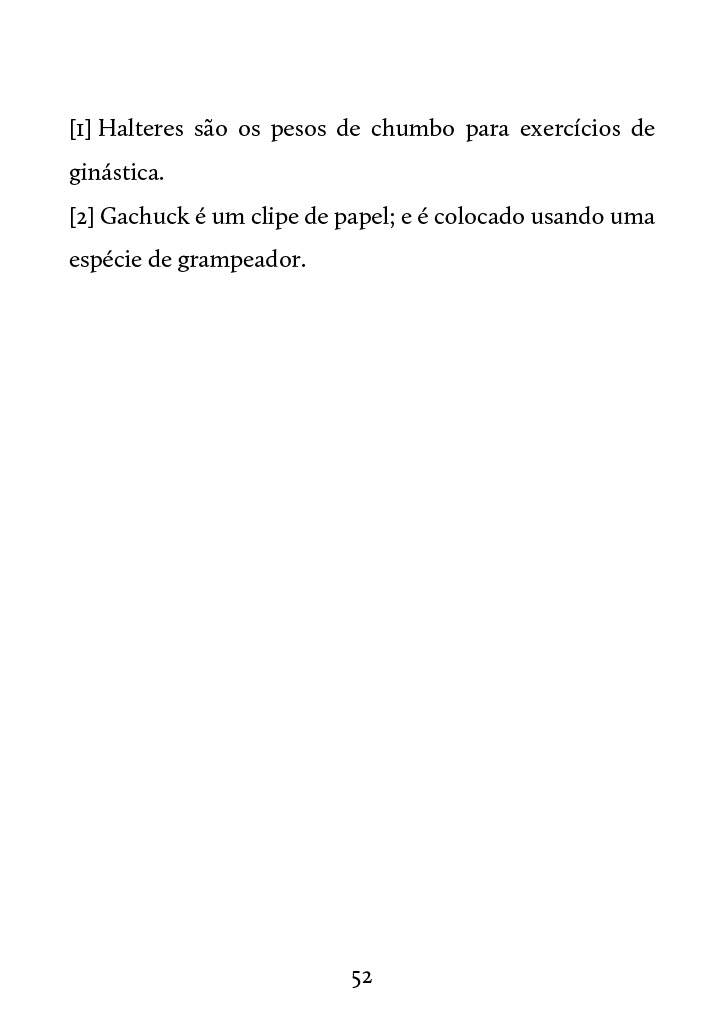 [1] Halteres são os pesos de chumbo para exercícios de
ginástica.
[2] Gachuck é um clipe de papel; e é colocado usando uma
espécie de grampeador.
52